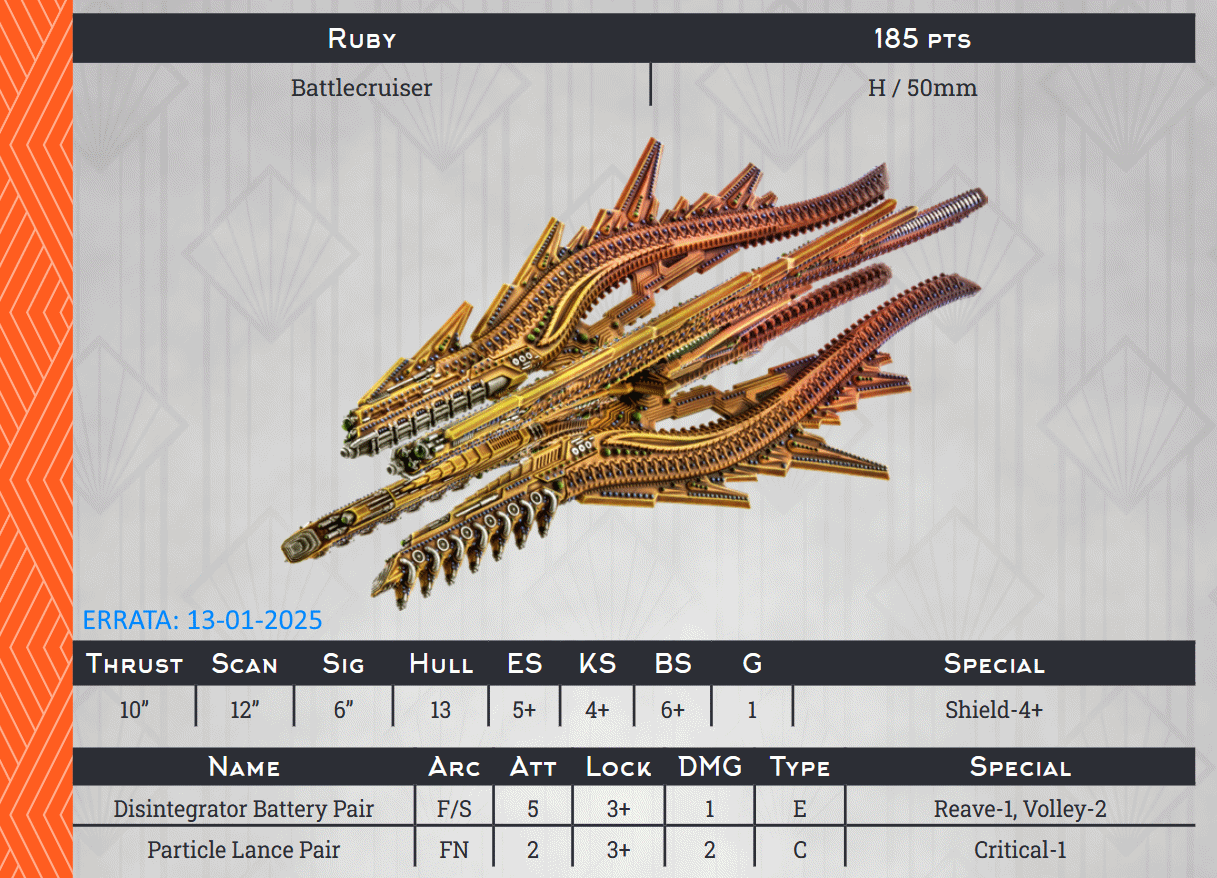 Ruby 185 pts
Battlecruiser H / 50mm
ERRATA: 13-01-2025
Thrust Scan Sig Hull ES KS BS G Special
10” 12” 6” 13 5+ 4+ 6+ 1 Shield-4+
Name Arc Att Lock DMG Type Special
Disintegrator Battery Pair F/S 5 3+ 1 E Reave-1, Volley-2
Particle Lance Pair FN 2 3+ 2 C Critical-1